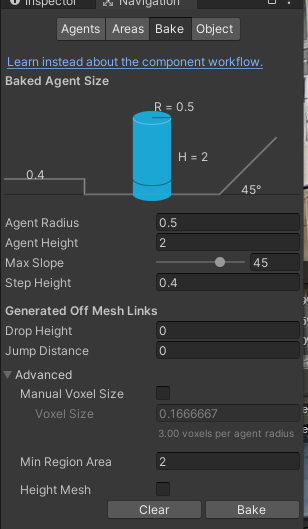 Inspector
Navigation
Agents Areas Bake Object
Learn instead about the component workflow.
Baked Agent Size
R = 0.5
H = 2
0.4
45°
Agent Radius 0.5
Agent Height 2
Max Slope 45
Step Height 0.4
Generated Off Mesh Links
Drop Height 0
Jump Distance 0
Advanced
Manual Voxel Size
Voxel Size 0.1666667
3.00 voxels per agent radius
Min Region Area 2
Height Mesh
Clear Bake